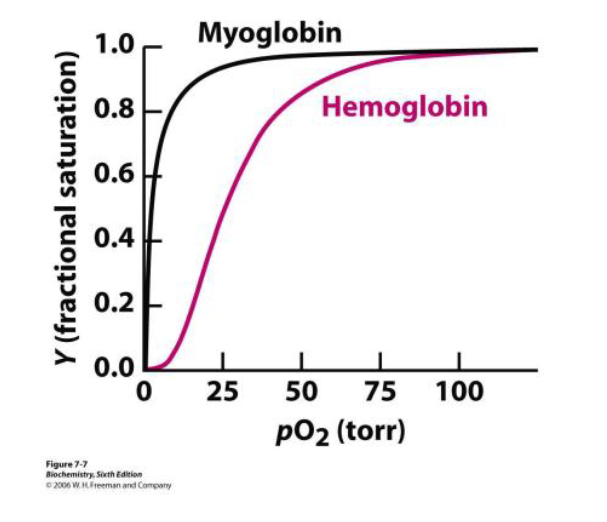 Myoglobin
Hemoglobin
Y (fractional saturation)
1.0
0.8
0.6
0.4
0.2
0.0
0 25 50 75 100
pO2 (torr)
Figure 7-7
Biochemistry, Sixth Edition
© 2006 W. H. Freeman and Company